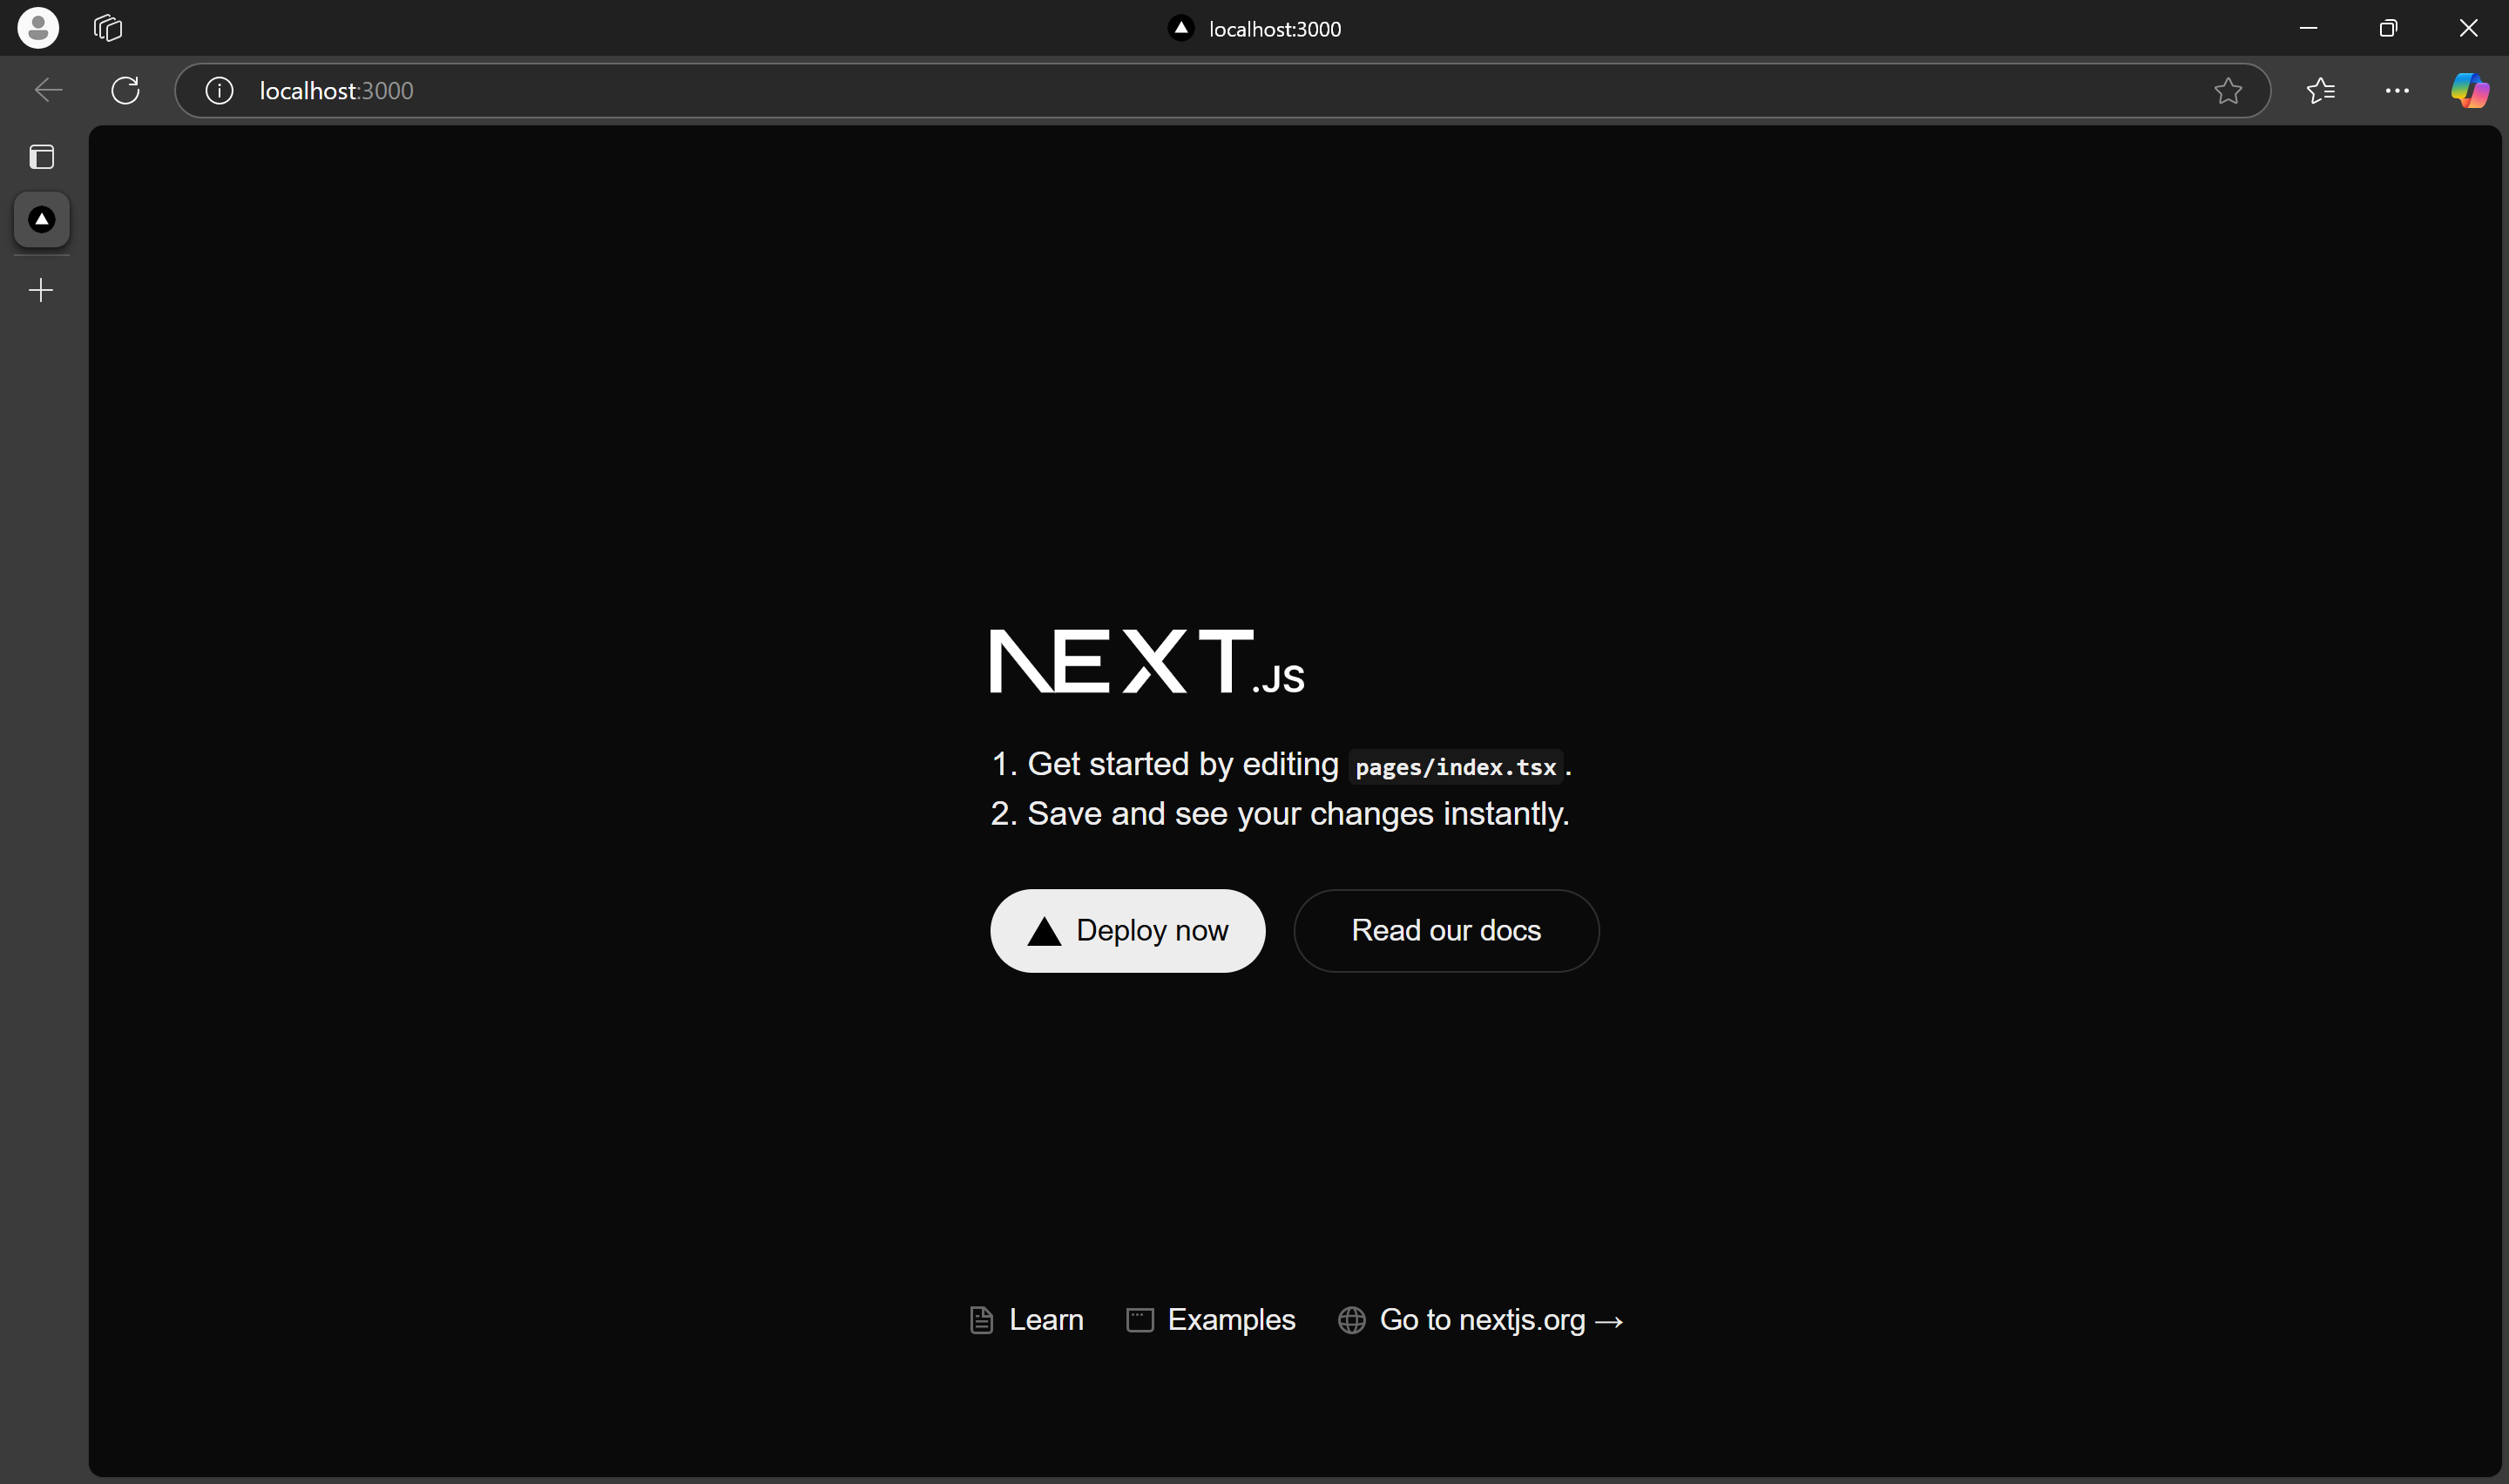 localhost:3000
localhost:3000
NEXT.JS
1. Get started by editing pages/index.tsx.
2. Save and see your changes instantly.
Deploy now
Read our docs
Learn
Examples
Go to nextjs.org →